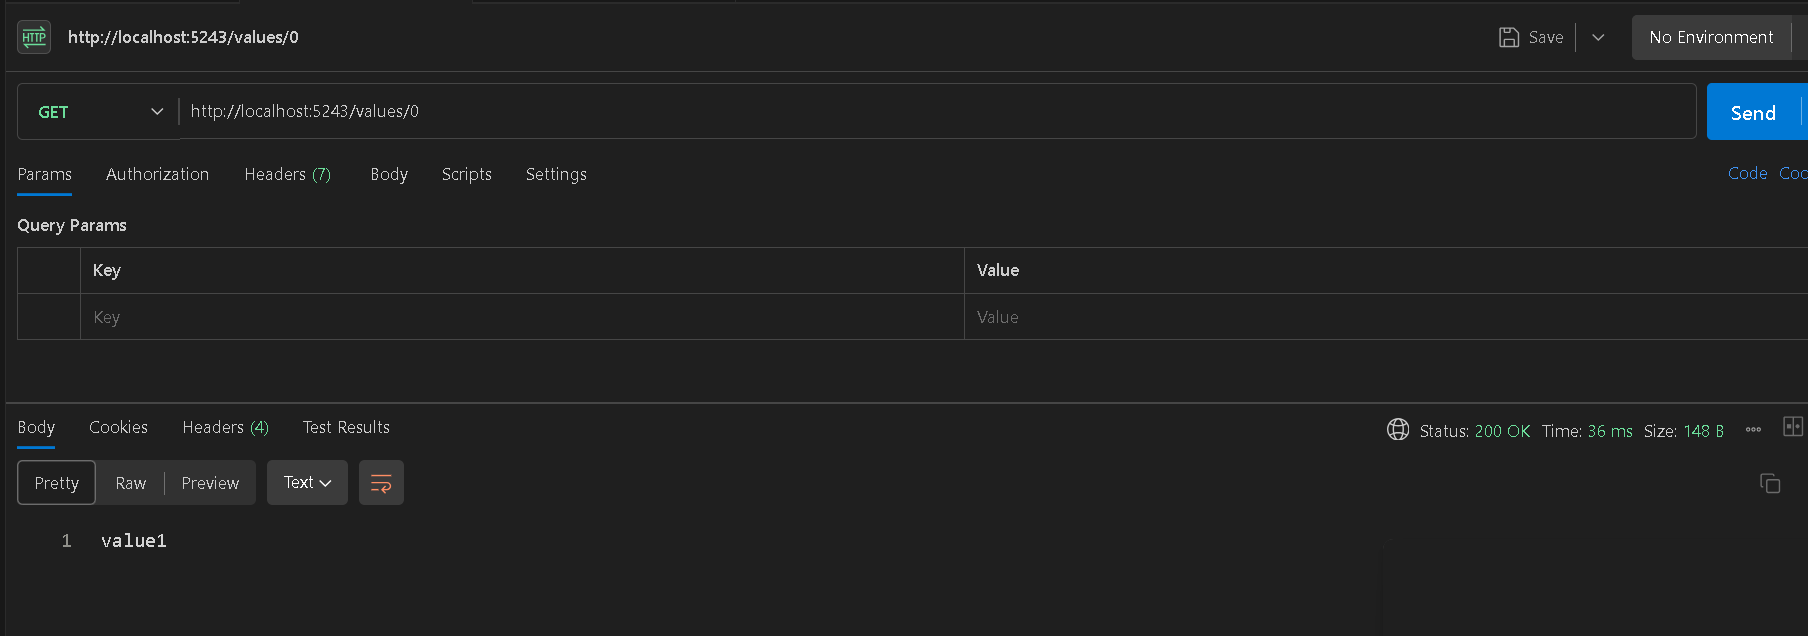 HTTP http://localhost:5243/values/0 Save No Environment
GET http://localhost:5243/values/0 Send
Params Authorization Headers (7) Body Scripts Settings Code
Query Params
Key Value
Key Value
Body Cookies Headers (4) Test Results Status: 200 OK Time: 36 ms Size: 148 B
Pretty Raw Preview Text
1 value1